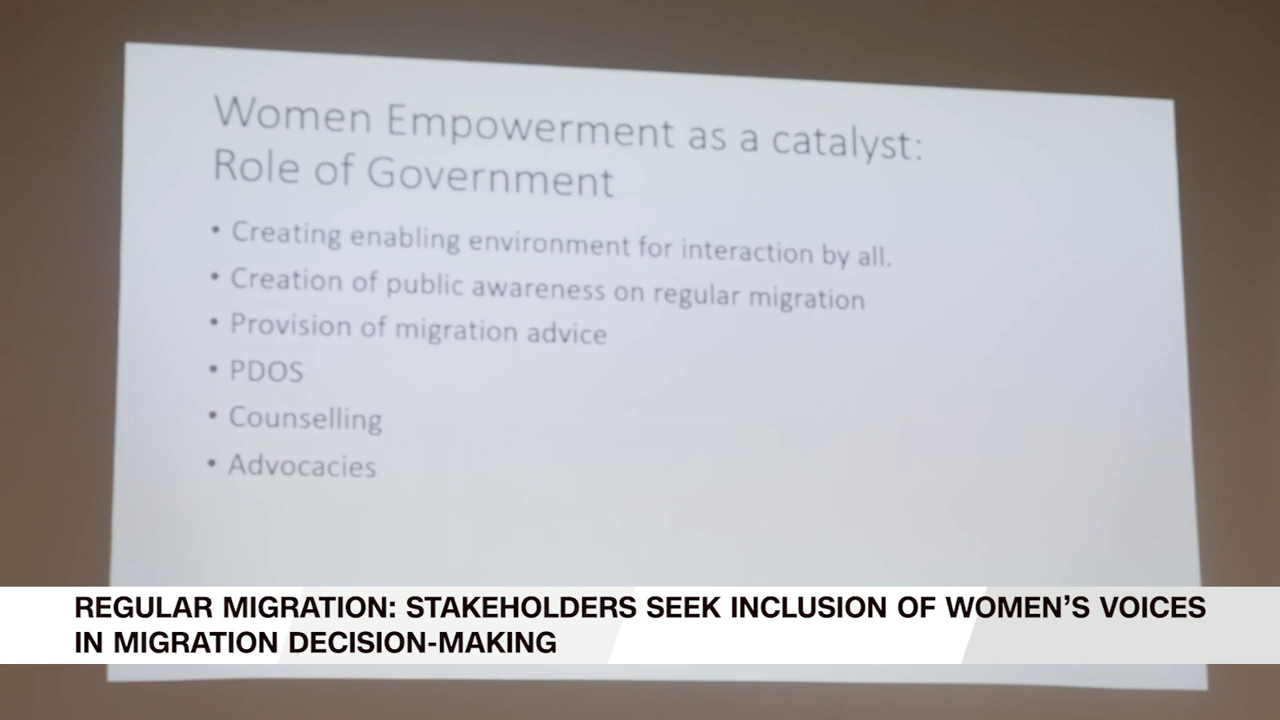 Women Empowerment as a catalyst:
Role of Government
• Creating enabling environment for interaction by all.
• Creation of public awareness on regular migration
• Provision of migration advice
• PDOS
• Counselling
• Advocacies
REGULAR MIGRATION: STAKEHOLDERS SEEK INCLUSION OF WOMEN'S VOICES
IN MIGRATION DECISION-MAKING